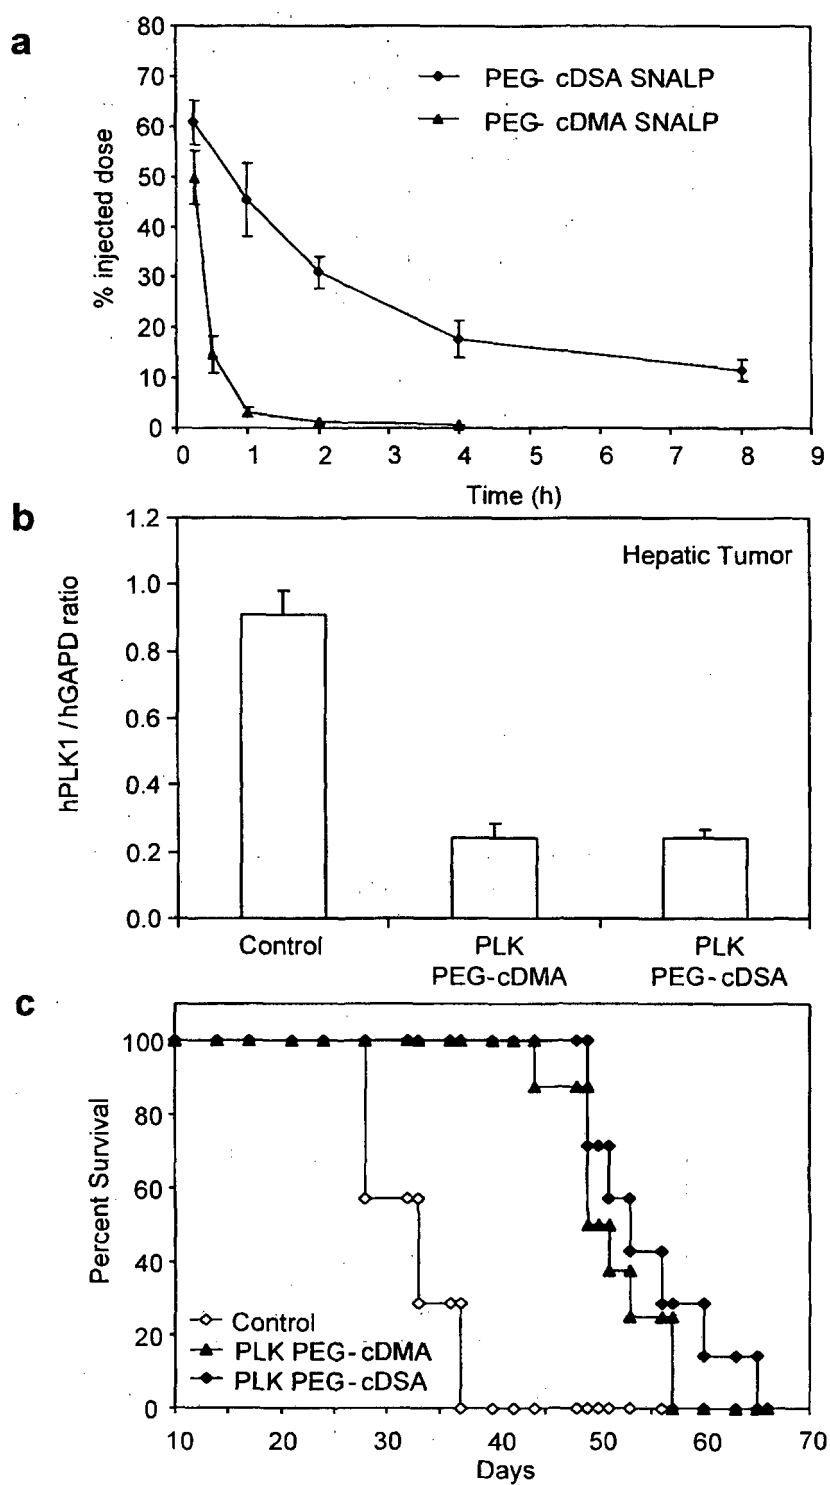 a
80
70
60
50
40
30
20
10
0
% injected dose
PEG- cDSA SNALP
PEG- cDMA SNALP
0 1 2 3 4 5 6 7 8 9
Time (h)
b
1.2
1.0
0.8
0.6
0.4
0.2
0.0
hPLK1 / hGAPD ratio
Hepatic Tumor
Control
PLK
PEG-cDMA
PLK
PEG-cDSA
c
100
80
60
40
20
0
Percent Survival
Control
PLK PEG-cDMA
PLK PEG-cDSA
10 20 30 40 50 60 70
Days